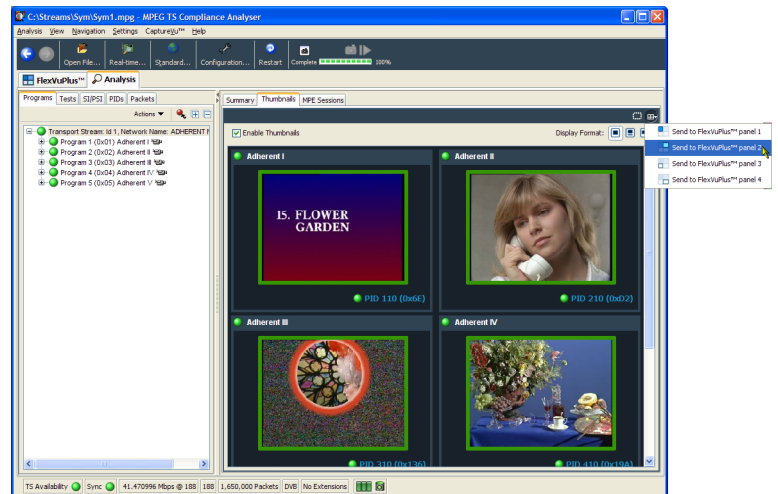 C:\Streams\Sym\Sym1.mpg - MPEG TS Compliance Analyser
Analysis View Navigation Settings CaptureVu™ Help
Open File... Real-time... Standard... Configuration... Restart Complete 100%
FlexVuPlus™ Analysis
Programs Tests SI/PSI PIDs Packets
Summary Thumbnails MPE Sessions
Actions
Transport Stream: Id 1, Network Name: ADHERENT
Program 1 (0x01) Adherent I
Program 2 (0x02) Adherent II
Program 3 (0x03) Adherent III
Program 4 (0x04) Adherent IV
Program 5 (0x05) Adherent V
Enable Thumbnails
Display Format:
Send to FlexVuPlus™ panel 1
Send to FlexVuPlus™ panel 2
Send to FlexVuPlus™ panel 3
Send to FlexVuPlus™ panel 4
Adherent I
Adherent II
15. FLOWER
GARDEN
PID 110 (0x6E)
PID 210 (0xD2)
Adherent III
Adherent IV
PID 310 (0x136)
PID 410 (0x19A)
TS Availability Sync 41.470996 Mbps @ 188 188 1,650,000 Packets DVB No Extensions